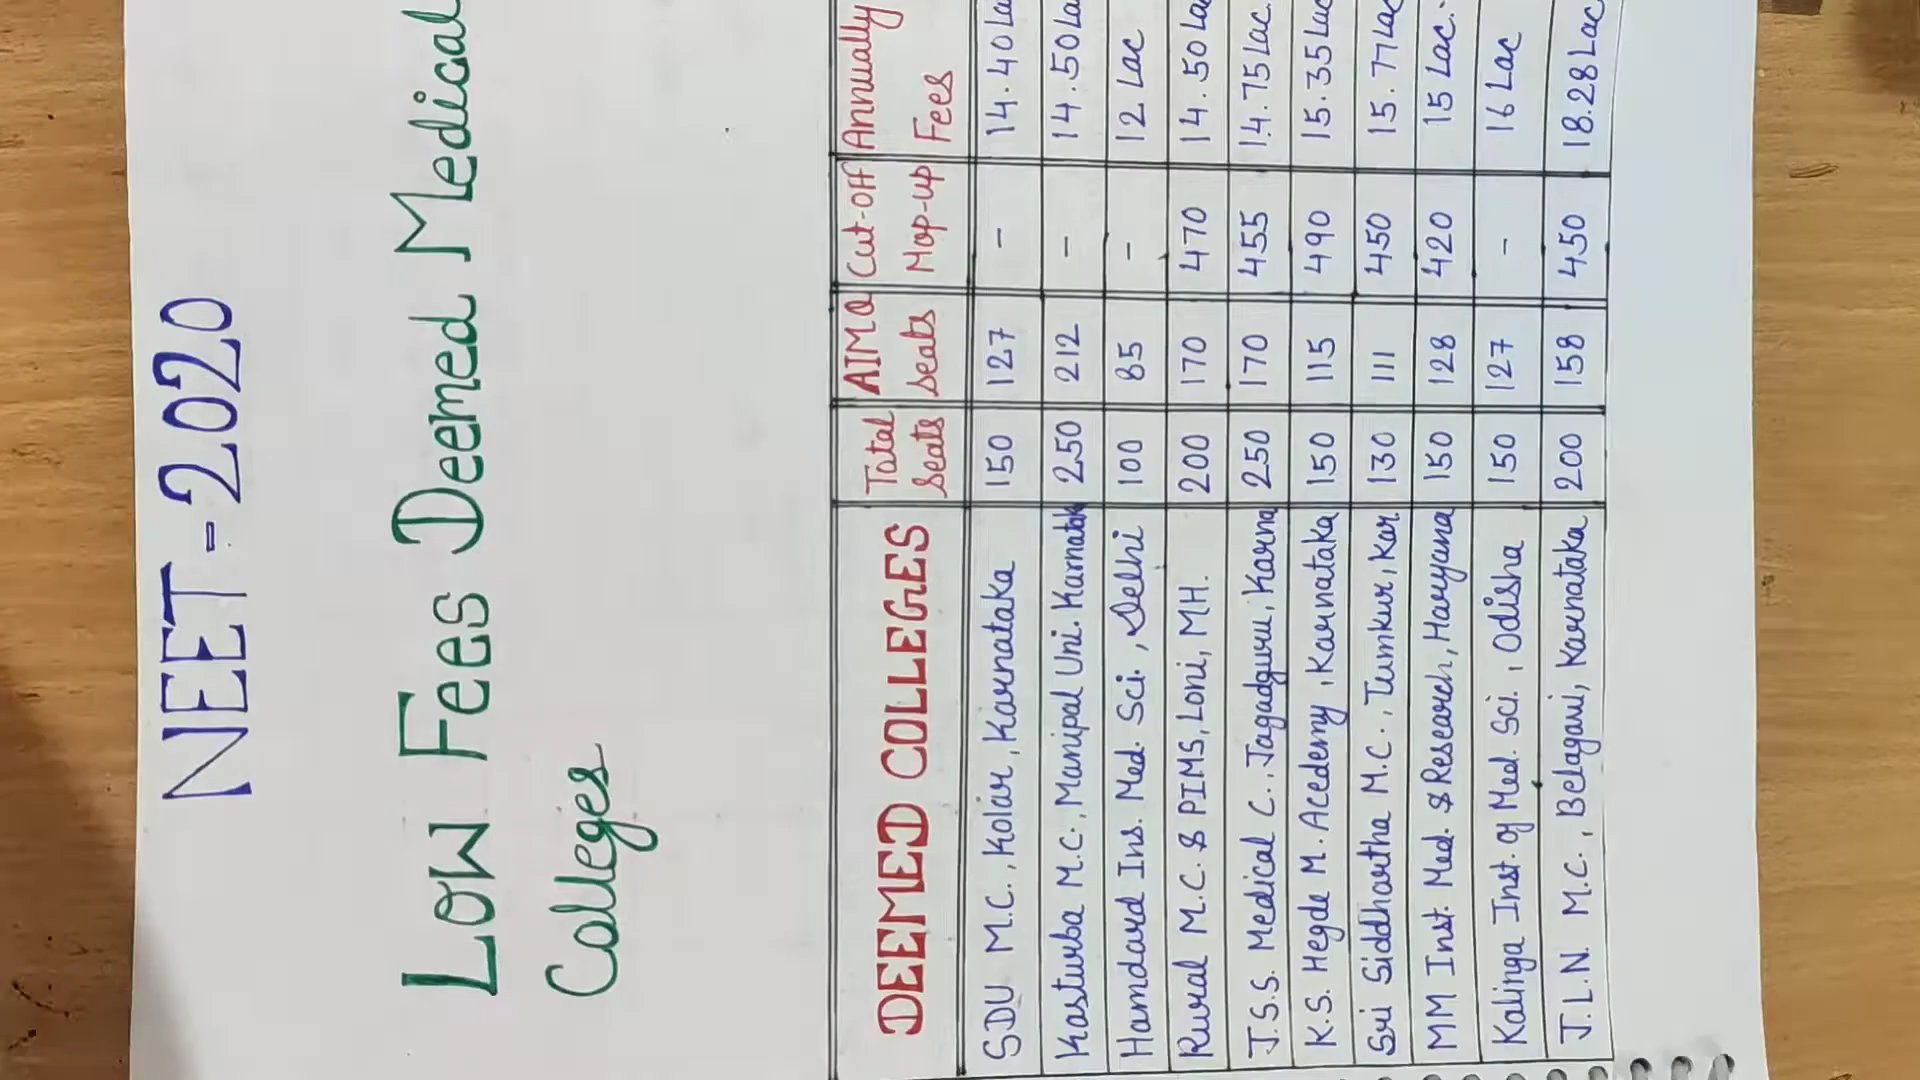 NEET-2020
Low Fees Deemed Medical
Colleges
DEEMED COLLEGES Total Seats AIMQ Seats Cut-off Mop-up Annually Fees
SDU M.C., Kolar, Karnataka 150 127 - 14.40 La
Kasturba M.C., Manipal Uni. Karnatak 250 212 - 14.50 La
Hamdard Ins. Med. Sci., Delhi 100 85 - 12 Lac
Rural M.C. & PIMS, Loni, MH. 200 170 470 14.50 La
J.S.S. Medical C., Jagadguru, Karna 250 170 455 14.75 Lac
K.S. Hegde M. Acedemy, Karnataka 150 115 490 15.35 Lac
Sri Siddhartha M.C., Tumkur, Kar 130 111 450 15.77 Lac
MM Inst. Med. & Research, Haryana 150 128 420 15 Lac.
Kalinga Inst. of Med. Sci., Odisha 150 127 - 16 Lac
J.L.N. M.C., Belagavi, Karnataka 200 158 450 18.28 Lac